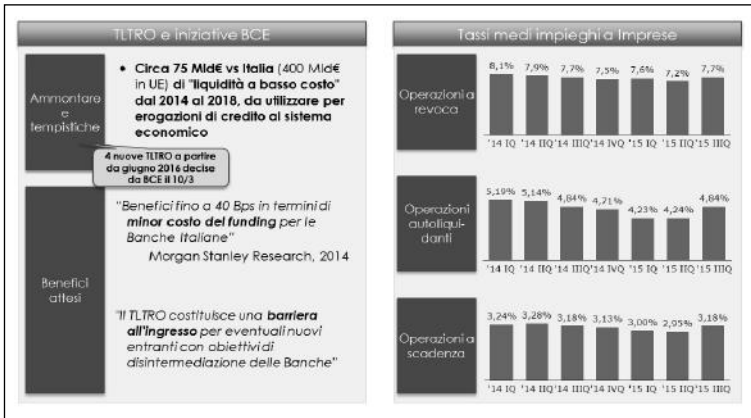 TLTRO e iniziative BCE
Ammontare
e
tempistiche
• Circa 75 Mld€ vs Italia (400 Mld€
in UE) di "liquidità a basso costo"
dal 2014 al 2018, da utilizzare per
erogazioni di credito al sistema
economico
4 nuove TLTRO a partire
da giugno 2016 decise
da BCE il 10/3
Benefici
attesi
"Benefici fino a 40 Bps in termini di
minor costo del funding per le
Banche Italiane"
Morgan Stanley Research, 2014
"Il TLTRO costituisce una barriera
all'ingresso per eventuali nuovi
entranti con obiettivi di
disintermediazione delle Banche"
Tassi medi impieghi a Imprese
Operazioni a
revoca
8,1% 7,9% 7,7% 7,5% 7,6% 7,2% 7,7%
'14 IQ '14 IIQ '14 IIIQ '14 IVQ '15 IQ '15 IIQ '15 IIIQ
Operazioni
autoliqui-
danti
5,19% 5,14% 4,84% 4,71% 4,23% 4,24% 4,84%
'14 IQ '14 IIQ '14 IIIQ '14 IVQ '15 IQ '15 IIQ '15 IIIQ
Operazioni a
scadenza
3,24% 3,28% 3,18% 3,13% 3,00% 2,95% 3,18%
'14 IQ '14 IIQ '14 IIIQ '14 IVQ '15 IQ '15 IIQ '15 IIIQ